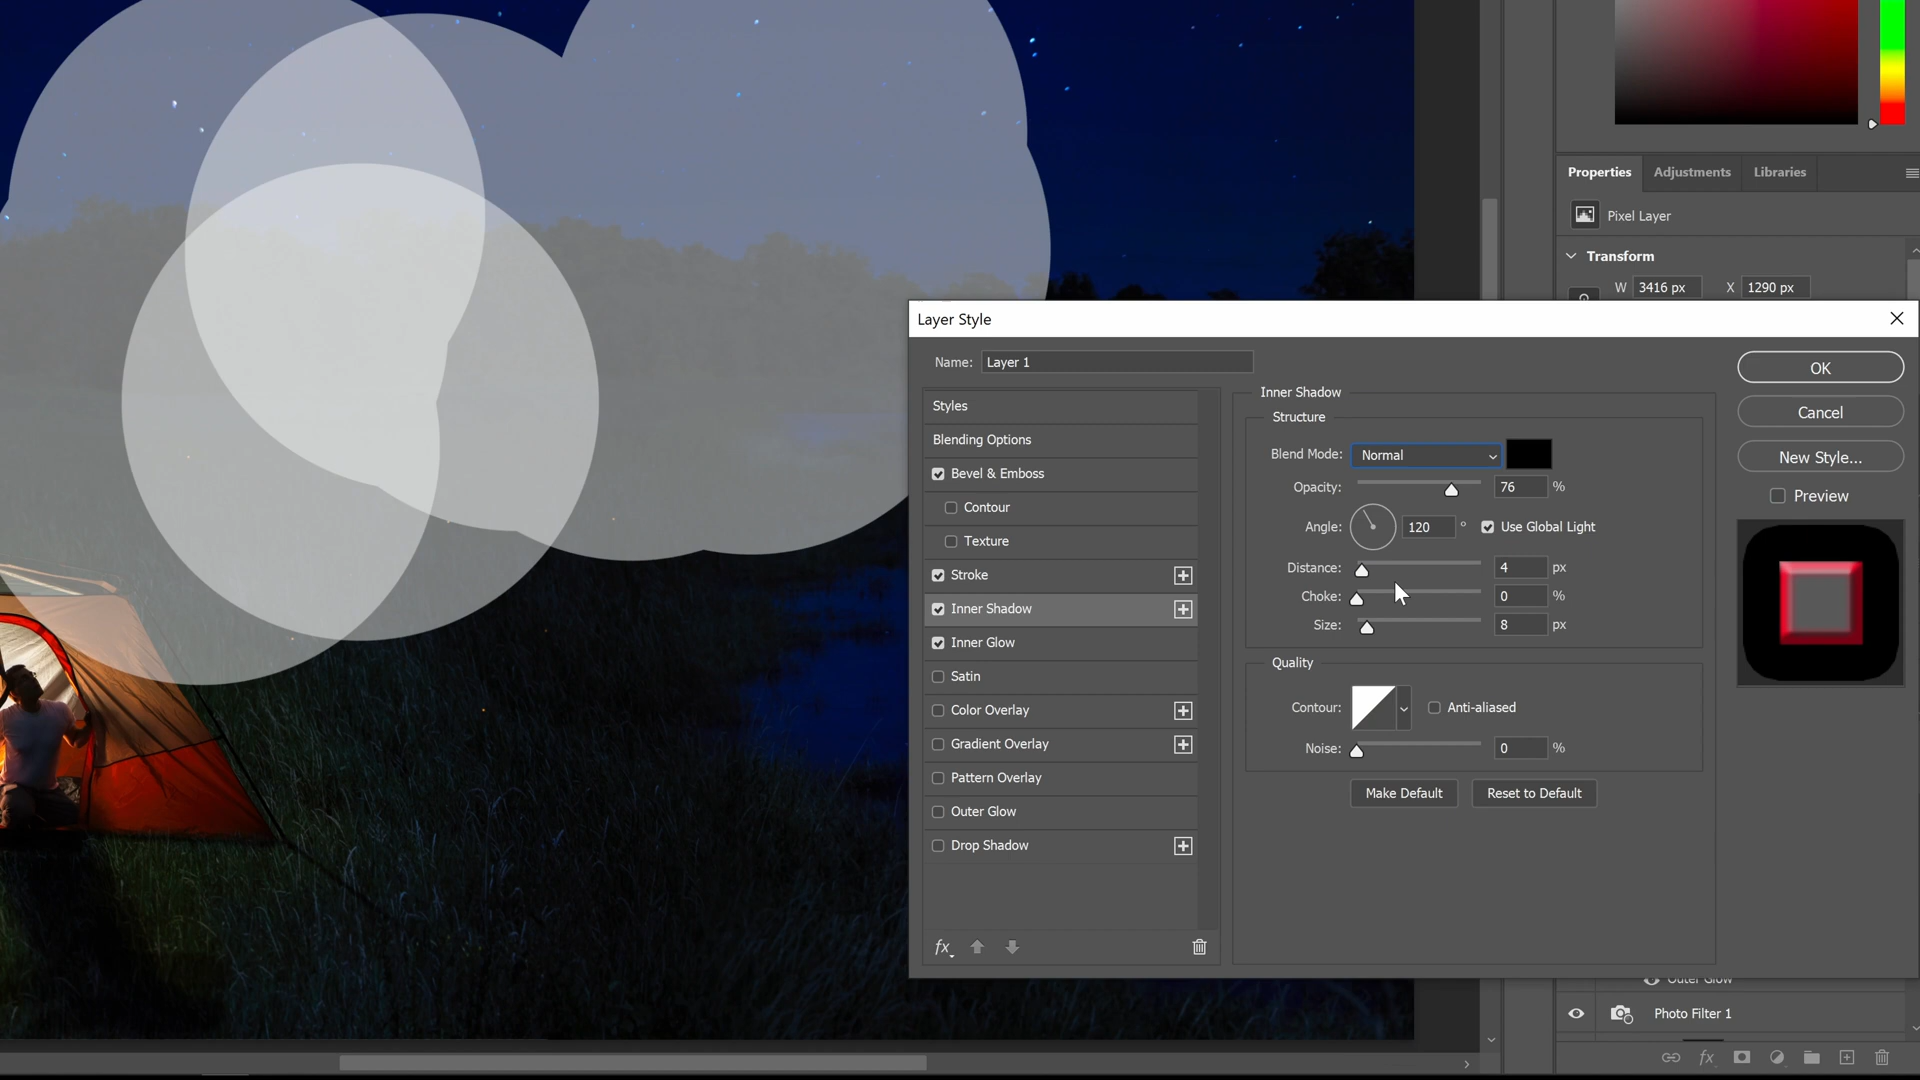 Properties Adjustments Libraries
Pixel Layer
Transform
W 3416 px X 1290 px
Layer Style
Name: Layer 1
Styles
Blending Options
Bevel & Emboss
Contour
Texture
Stroke
Inner Shadow
Inner Glow
Satin
Color Overlay
Gradient Overlay
Pattern Overlay
Outer Glow
Drop Shadow
fx
Inner Shadow
Structure
Blend Mode: Normal
Opacity: 76 %
Angle: 120 ° Use Global Light
Distance: 4 px
Choke: 0 %
Size: 8 px
Quality
Contour: Anti-aliased
Noise: 0 %
Make Default Reset to Default
OK
Cancel
New Style...
Preview
Outer Glow
Photo Filter 1
fx